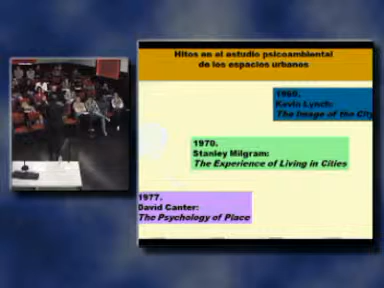 Hitos en el estudio psicoambiental
de los espacios urbanos
1960.
Kevin Lynch:
The Image of the City
1970.
Stanley Milgram:
The Experience of Living in Cities
1977.
David Canter:
The Psychology of Place